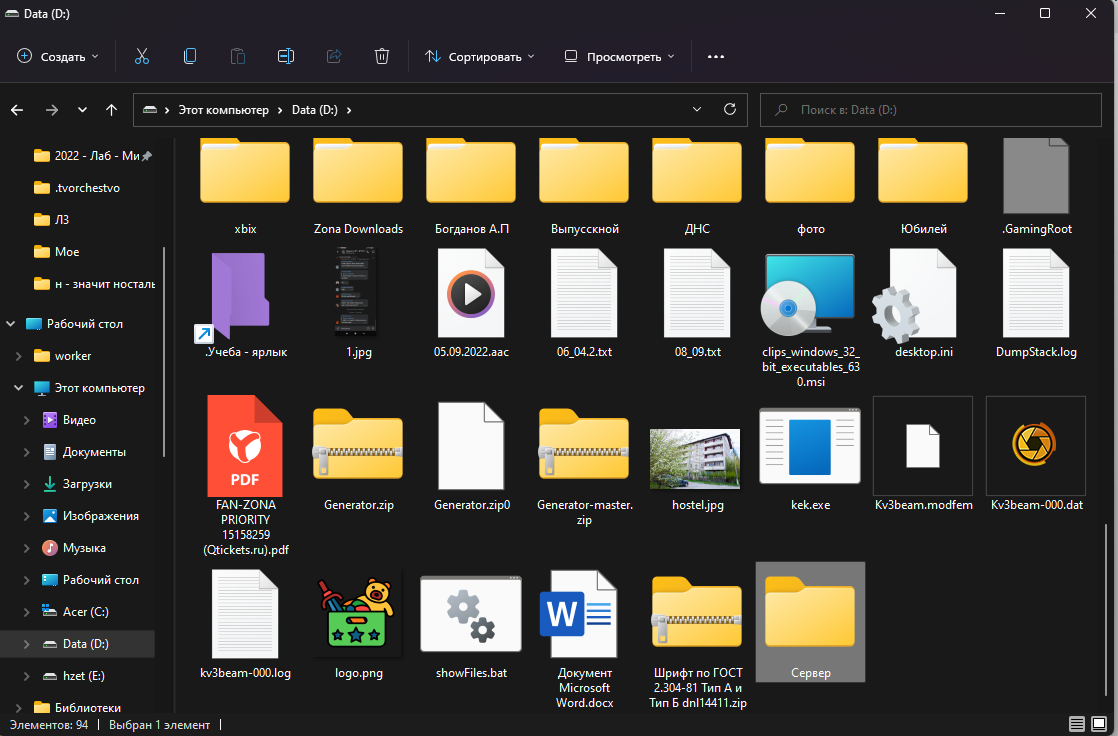 Data (D:)
Создать
Сортировать
Просмотреть
Этот компьютер
Data (D:)
Поиск в: Data (D:)
2022 - Лаб - Ми
.tvorchestvo
ЛЗ
Мое
н - значитносталь
Рабочий стол
worker
Этот компьютер
Видео
Документы
Загрузки
Изображения
Музыка
Рабочий стол
Acer (C:)
Data (D:)
hzet (E:)
Библиотеки
xbix
Zona Downloads
Богданов А.П
Выпускной
ДНС
фото
Юбилей
.GamingRoot
.Учеба - ярлык
1.jpg
05.09.2022.aac
06_04.2.txt
08_09.txt
clips_windows_32_
bit_executables_63
0.msi
desktop.ini
DumpStack.log
PDF
FAN-ZONA
PRIORITY
15158259
(Qtickets.ru).pdf
Generator.zip
Generator.zip0
Generator-master.
zip
hostel.jpg
kek.exe
Kv3beam.modfem
Kv3beam-000.dat
kv3beam-000.log
logo.png
showFiles.bat
W
Документ
Microsoft
Word.docx
Шрифт по ГОСТ
2.304-81 Тип А и
Тип Б dnl14411.zip
Сервер
Элементов: 94
Выбран 1 элемент